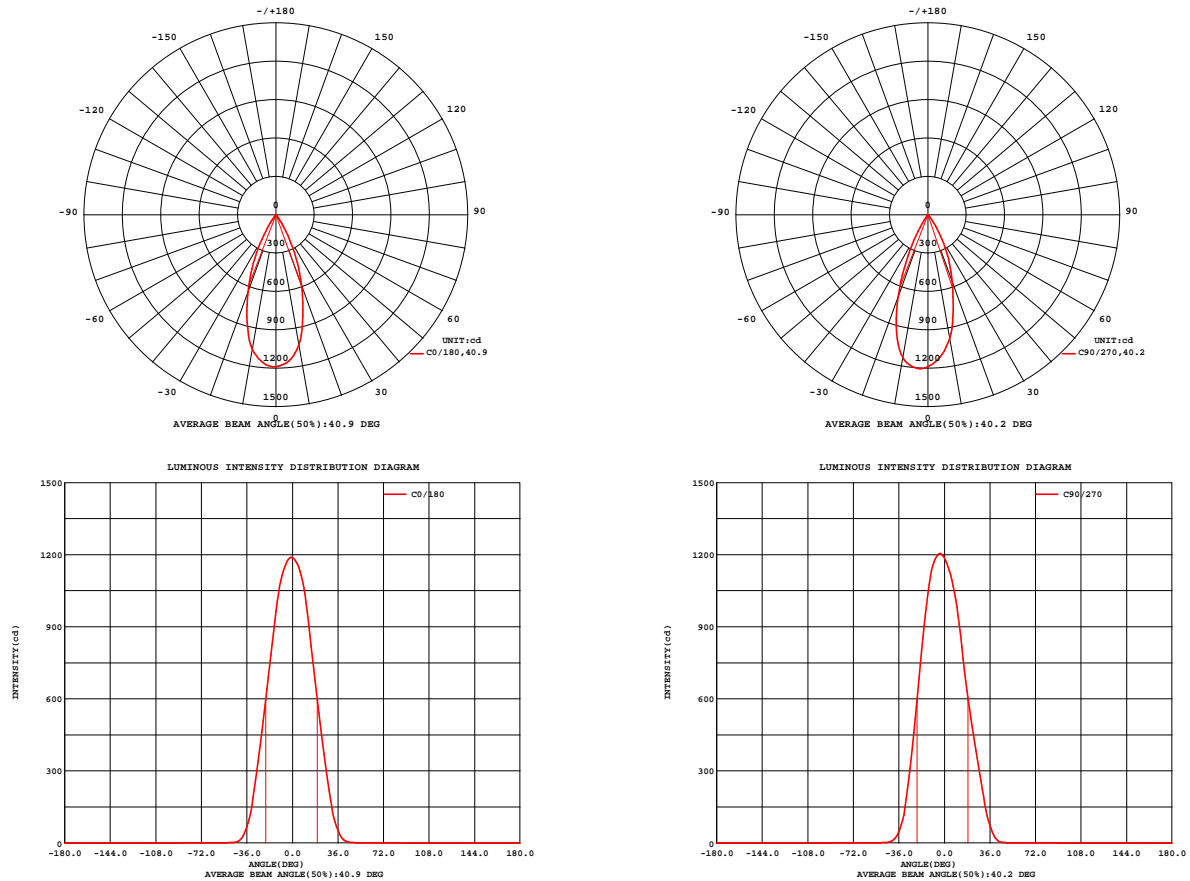 -/+180
-150
150
-120
120
-90
90
-60
60
-30
30
0
300
600
900
1200
1500
0
UNIT:cd
C0/180,40.9
AVERAGE BEAM ANGLE(50%):40.9 DEG
-/+180
-150
150
-120
120
-90
90
-60
60
-30
30
0
300
600
900
1200
1500
0
UNIT:cd
C90/270,40.2
AVERAGE BEAM ANGLE(50%):40.2 DEG
LUMINOUS INTENSITY DISTRIBUTION DIAGRAM
C0/180
INTENSITY(cd)
1500
1200
900
600
300
0
-180.0 -144.0 -108.0 -72.0 -36.0 0.0 36.0 72.0 108.0 144.0 180.0
ANGLE(DEG)
AVERAGE BEAM ANGLE(50%):40.9 DEG
LUMINOUS INTENSITY DISTRIBUTION DIAGRAM
C90/270
INTENSITY(cd)
1500
1200
900
600
300
0
-180.0 -144.0 -108.0 -72.0 -36.0 0.0 36.0 72.0 108.0 144.0 180.0
ANGLE(DEG)
AVERAGE BEAM ANGLE(50%):40.2 DEG